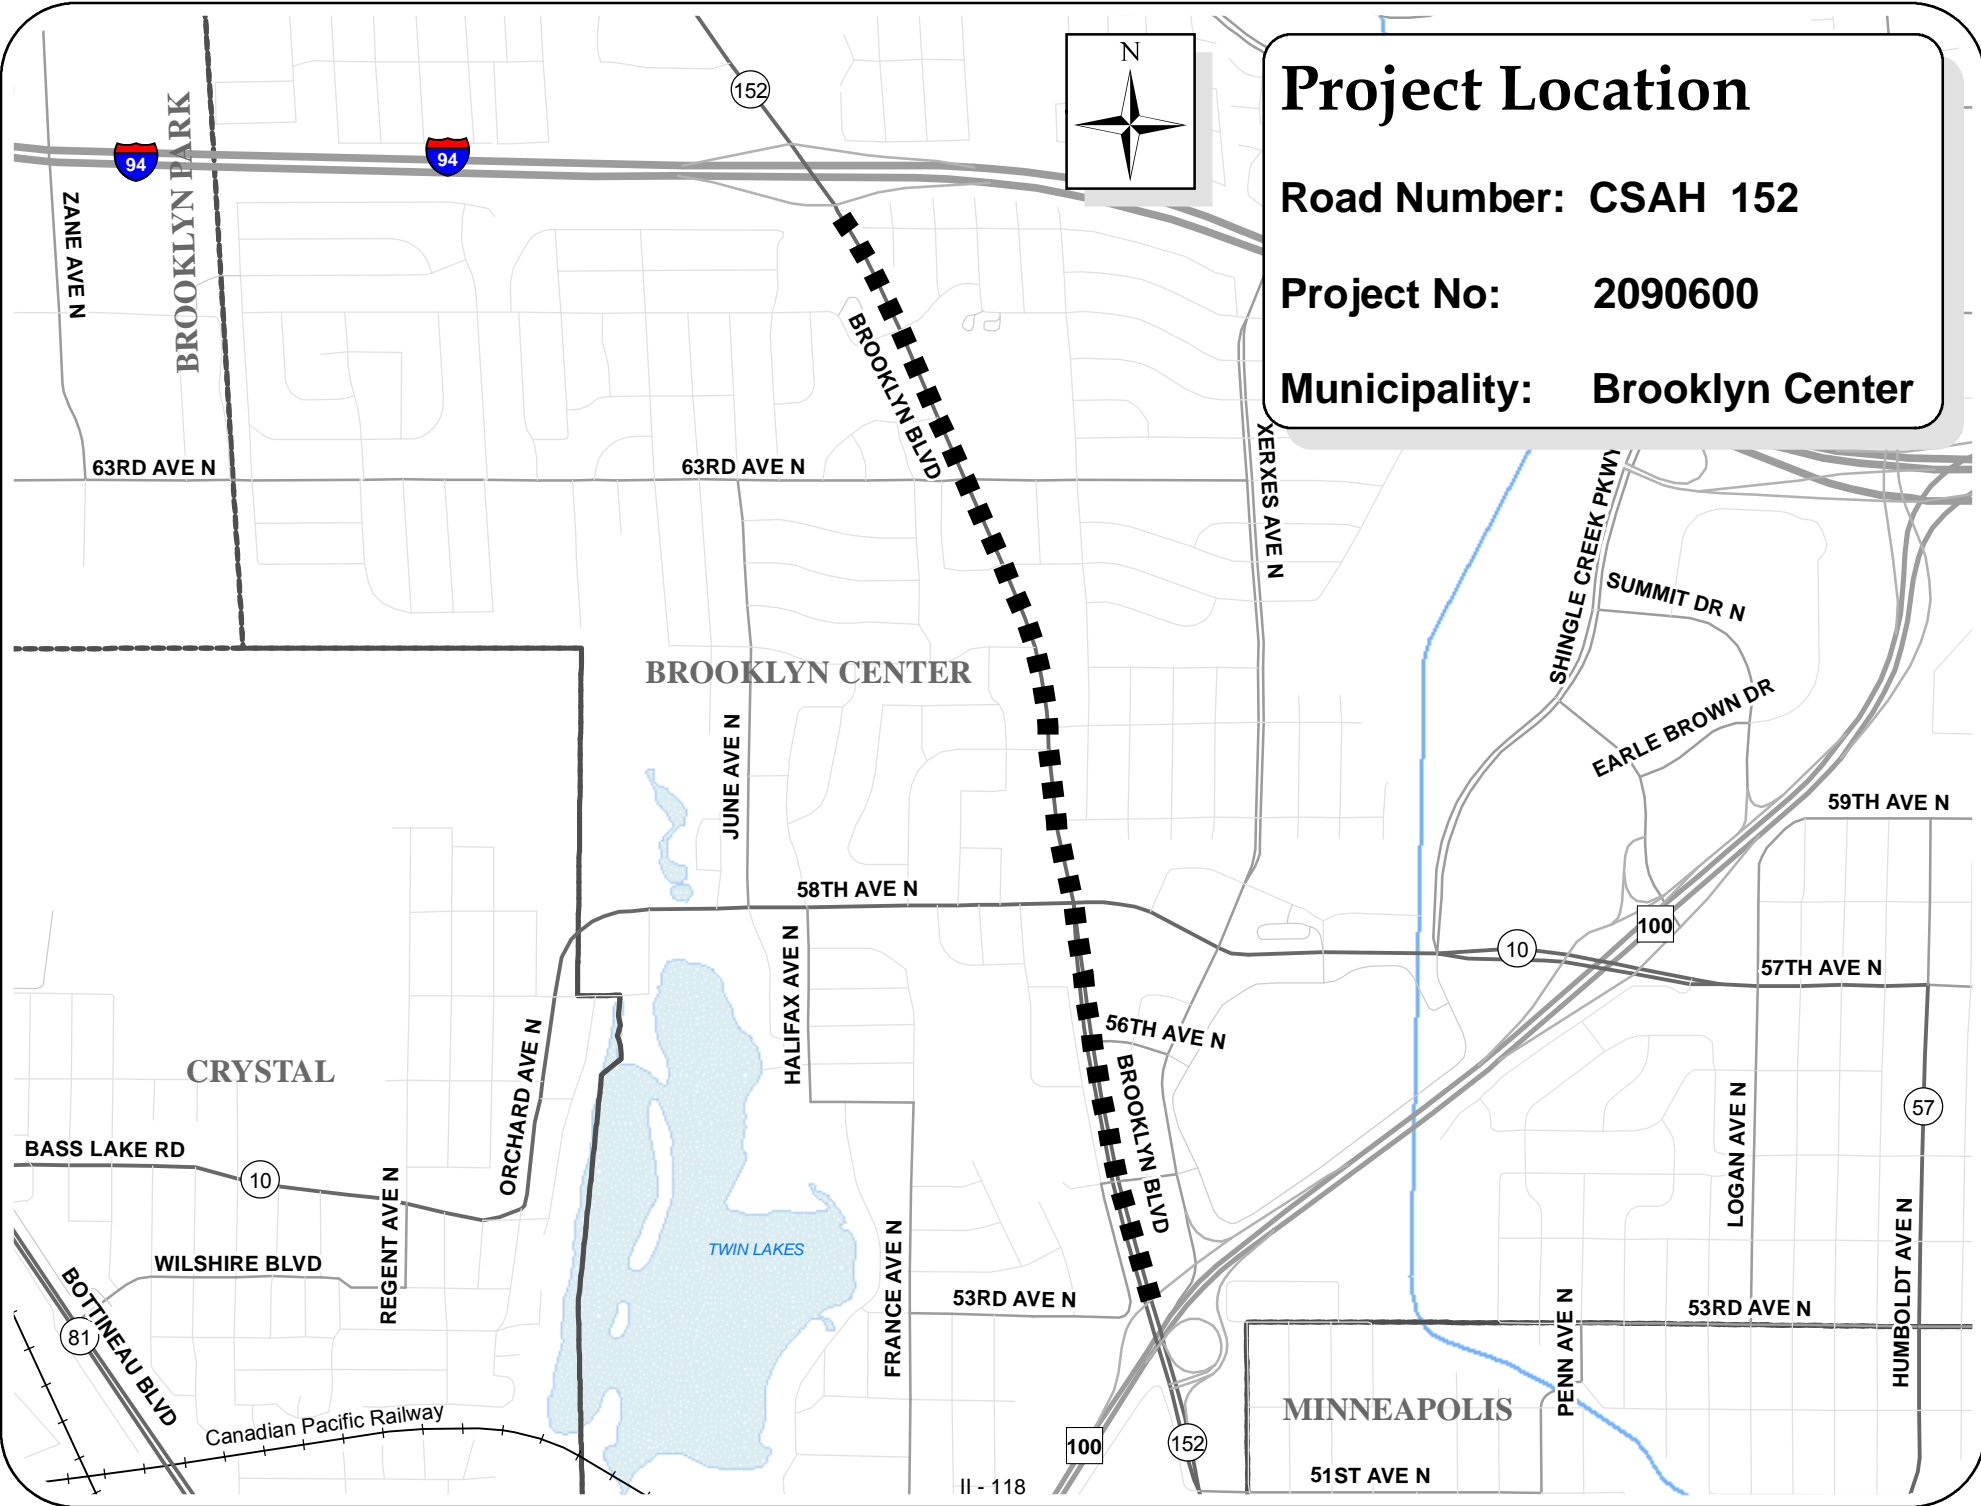 Project Location
Road Number: CSAH 152
Project No: 2090600
Municipality: Brooklyn Center
N
152
94
94
BROOKLYN PARK
ZANE AVE N
BROOKLYN BLVD
63RD AVE N
63RD AVE N
XERXES AVE N
SHINGLE CREEK PKWY
SUMMIT DR N
EARLE BROWN DR
BROOKLYN CENTER
JUNE AVE N
59TH AVE N
58TH AVE N
100
10
57TH AVE N
HALIFAX AVE N
56TH AVE N
ORCHARD AVE N
CRYSTAL
BROOKLYN BLVD
LOGAN AVE N
57
BASS LAKE RD
10
REGENT AVE N
TWIN LAKES
WILSHIRE BLVD
FRANCE AVE N
53RD AVE N
53RD AVE N
HUMBOLDT AVE N
PENN AVE N
BOTTINEAU BLVD
81
MINNEAPOLIS
Canadian Pacific Railway
100
152
51ST AVE N
II - 118